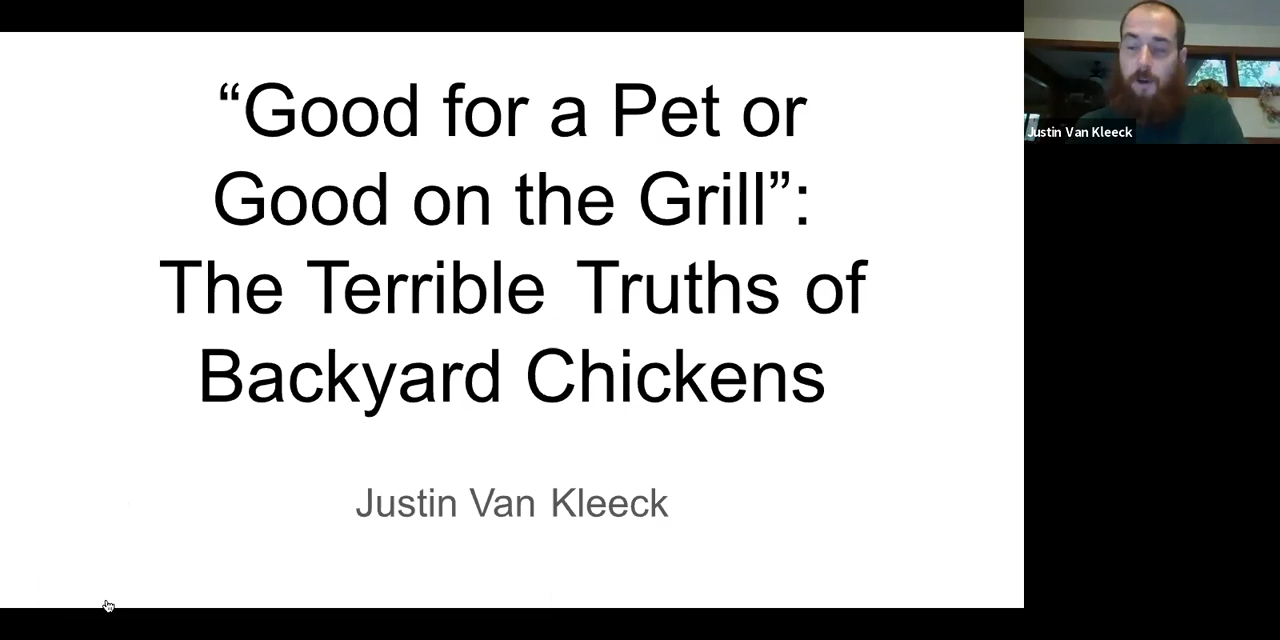 “Good for a Pet or
Good on the Grill”:
The Terrible Truths of
Backyard Chickens
Justin Van Kleeck
Justin Van Kleeck